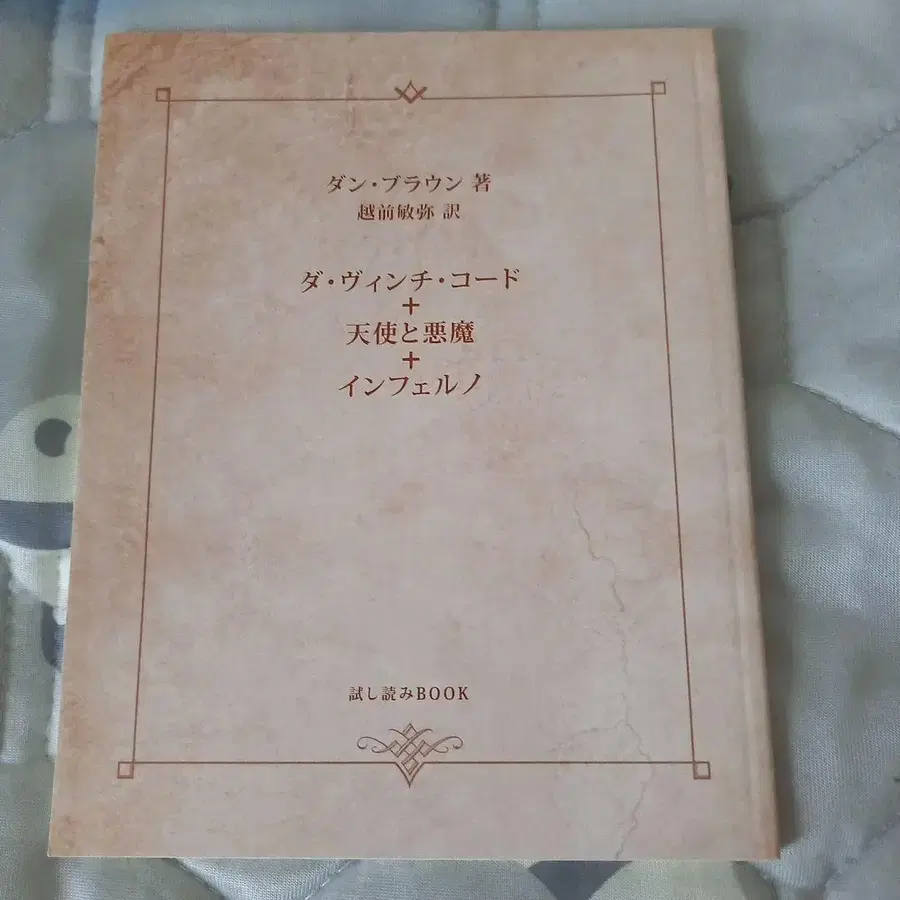 ダン・ブラウン 著
越前敏弥 訳
ダ・ヴィンチ・コード
+
天使と悪魔
+
インフェルノ
試し読みBOOK